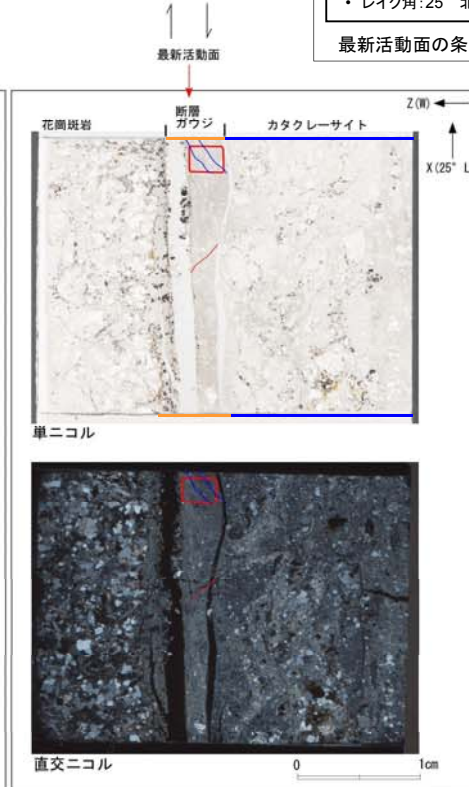 ・レイク角:25°北
最新活動面の条
最新活動面
花崗斑岩
断層
ガウジ
カタクレーサイト
Z(W)
X(25° L
単ニコル
直交ニコル
0
1cm